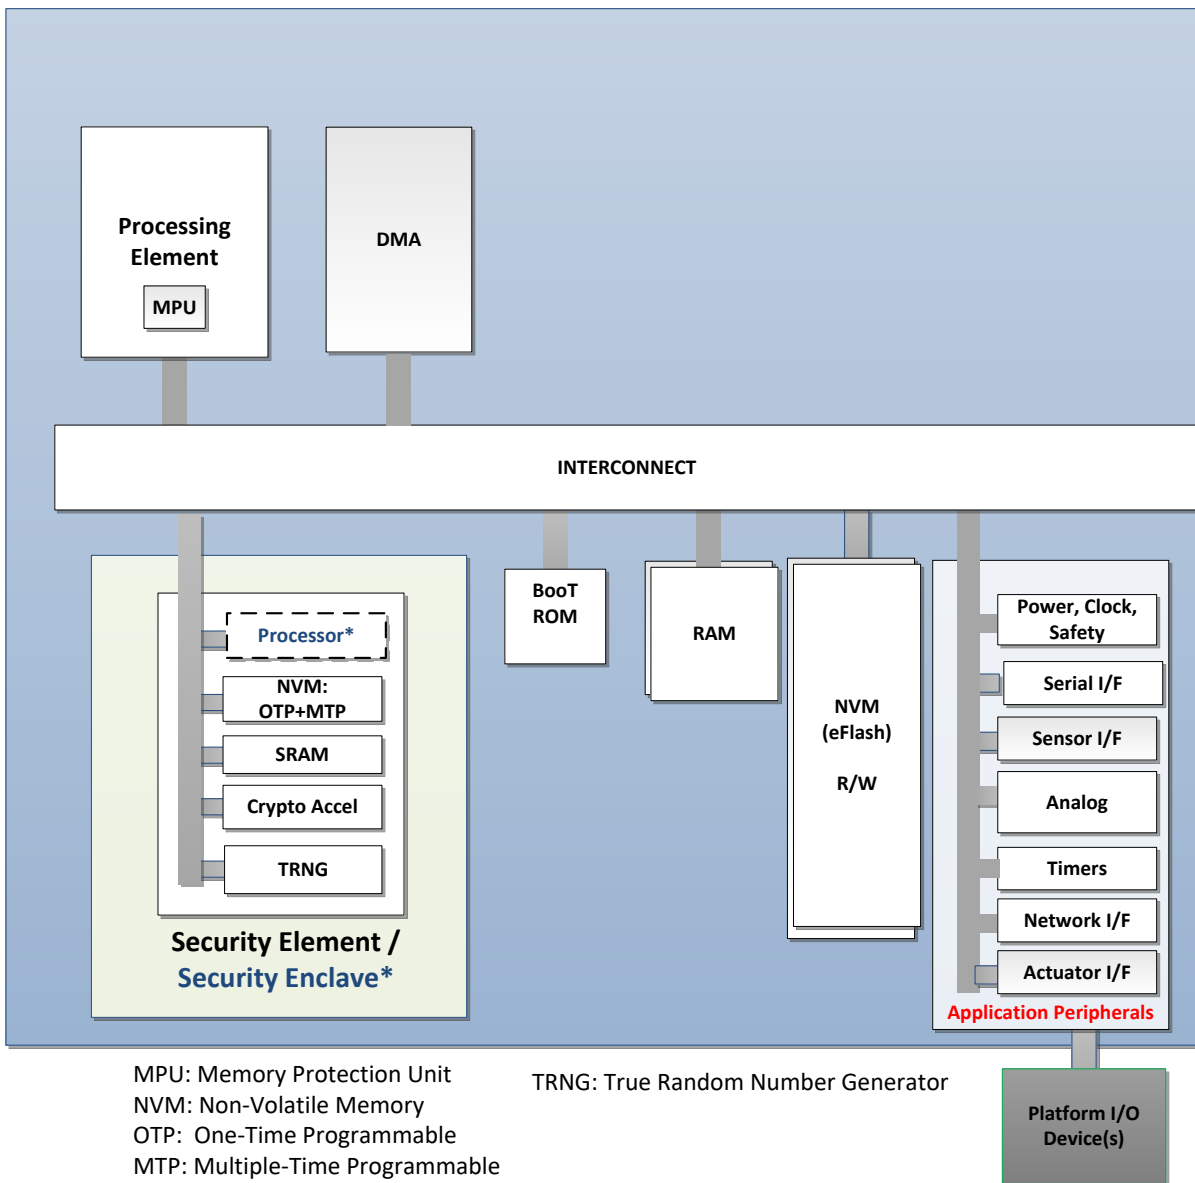 Processing
Element
MPU
DMA
INTERCONNECT
Processor*
NVM:
OTP+MTP
SRAM
Crypto Accel
TRNG
Security Element /
Security Enclave*
BooT
ROM
RAM
NVM
(eFlash)
R/W
Power, Clock,
Safety
Serial I/F
Sensor I/F
Analog
Timers
Network I/F
Actuator I/F
Application Peripherals
Platform I/O
Device(s)
MPU: Memory Protection Unit
NVM: Non-Volatile Memory
OTP: One-Time Programmable
MTP: Multiple-Time Programmable
TRNG: True Random Number Generator